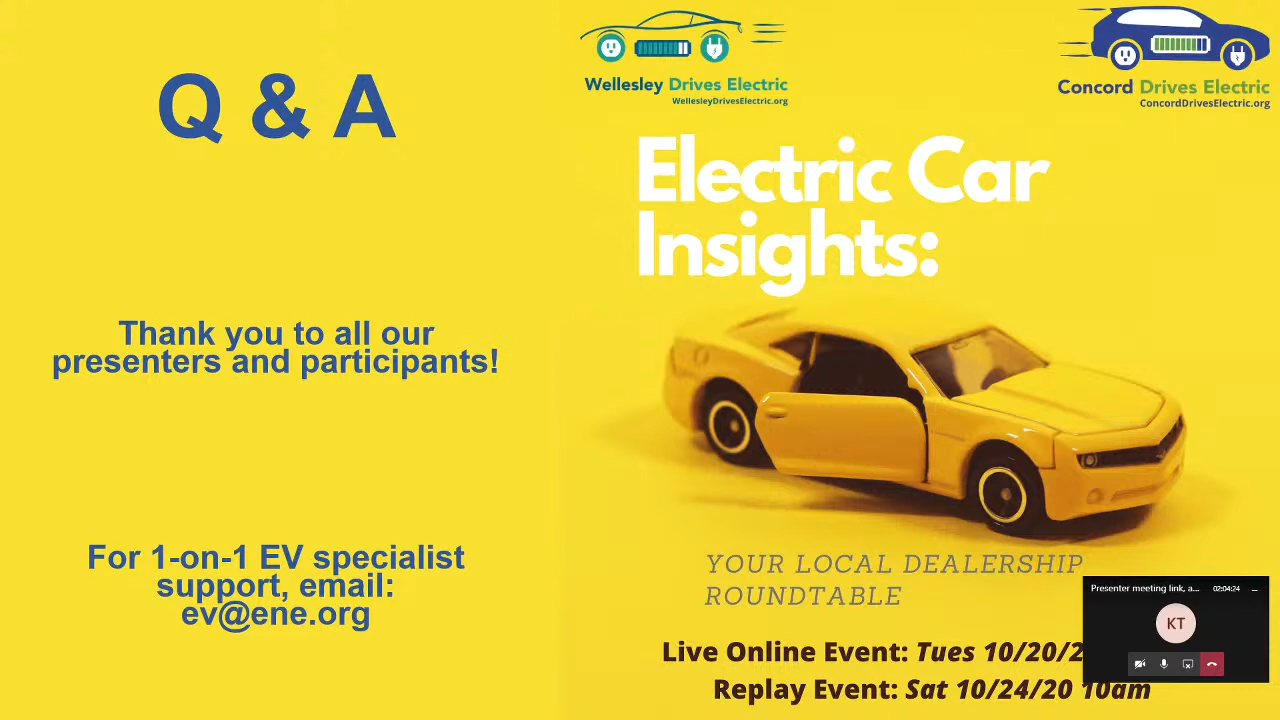 Q & A
Thank you to all our
presenters and participants!
For 1-on-1 EV specialist
support, email:
ev@ene.org
Wellesley Drives Electric
WellesleyDrivesElectric.org
Concord Drives Electric
ConcordDrivesElectric.org
Electric Car
Insights:
YOUR LOCAL DEALERSHIP
ROUNDTABLE
Live Online Event: Tues 10/20/2
Replay Event: Sat 10/24/20 10am
Presenter meeting link, a...
02:04:24
KT